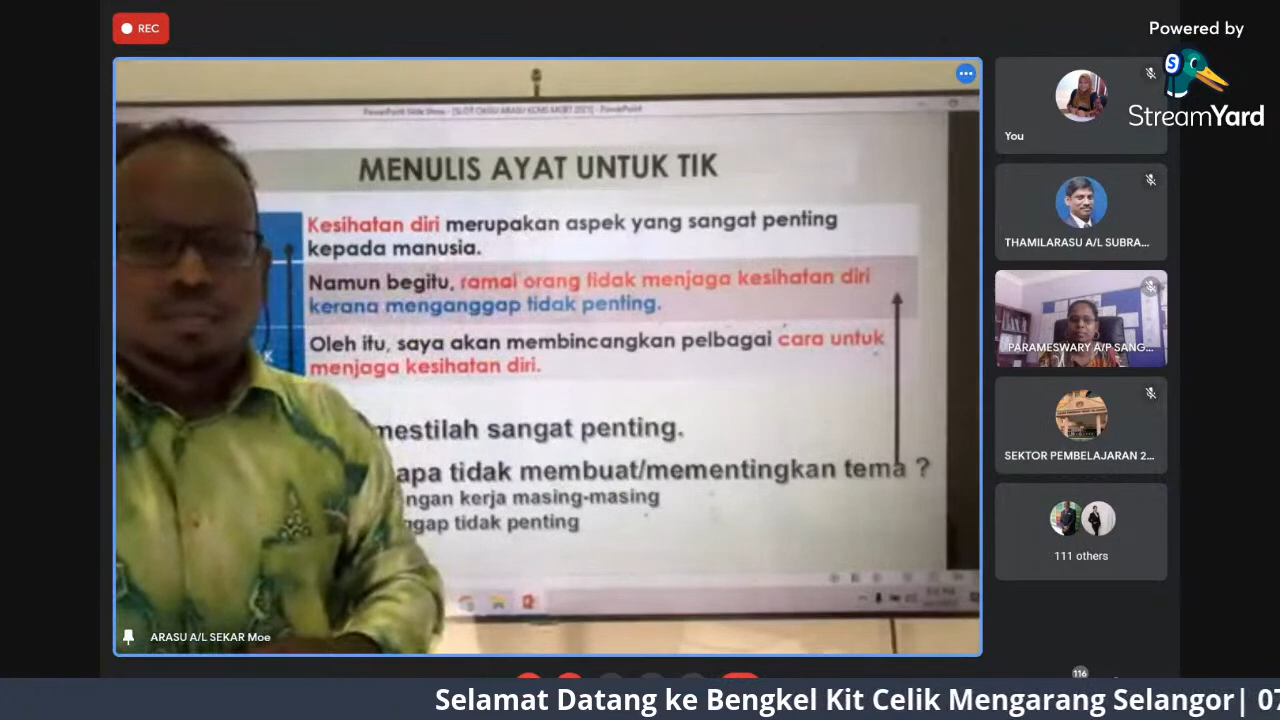 REC
Powered by
StreamYard
MENULIS AYAT UNTUK TIK
Kesihatan diri merupakan aspek yang sangat penting
kepada manusia.
Namun begitu, ramai orang tidak menjaga kesihatan diri
kerana menganggap tidak penting.
Oleh itu, saya akan membincangkan pelbagai cara untuk
menjaga kesihatan diri.
mestilah sangat penting.
apa tidak membuat/mementingkan tema ?
ngan kerja masing-masing
ggap tidak penting
ARASU A/L SEKAR Moe
You
THAMILARASU A/L SUBRA...
PARAMESWARY A/P SANG...
SEKTOR PEMBELAJARAN 2...
111 others
116
Selamat Datang ke Bengkel Kit Celik Mengarang Selangor| 07